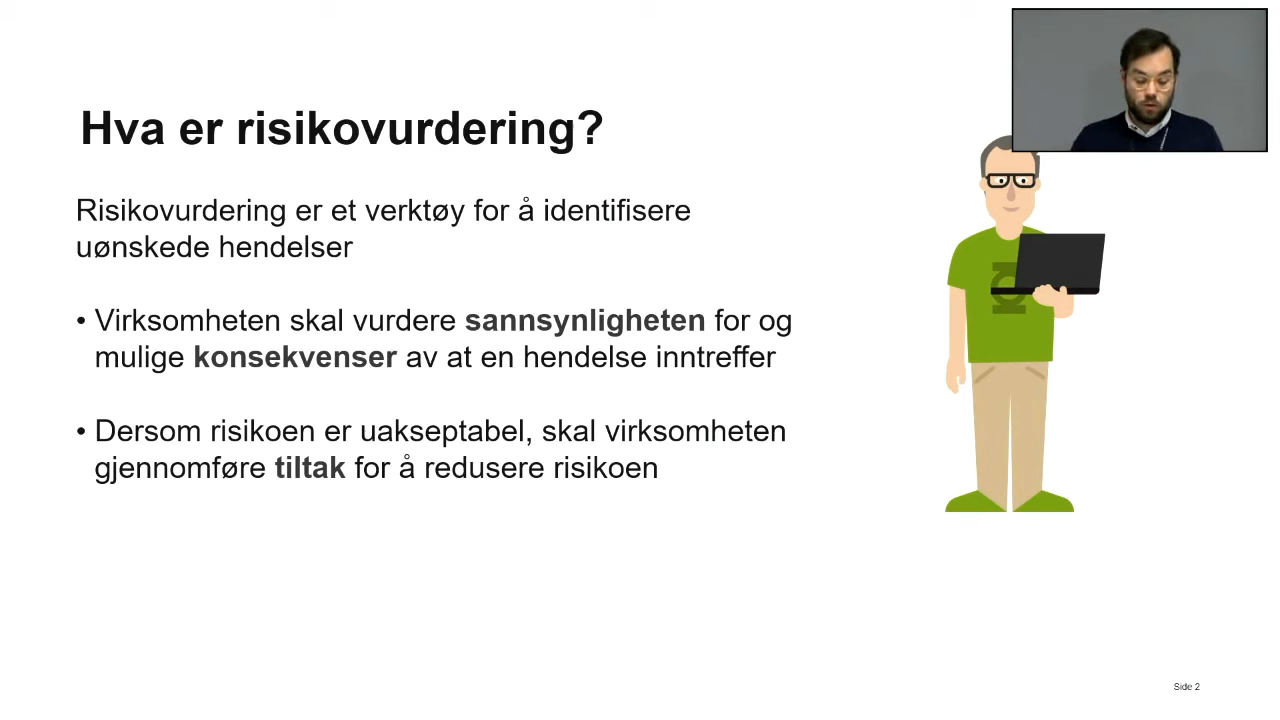 Hva er risikovurdering?
Risikovurdering er et verktøy for å identifisere
uønskede hendelser
• Virksomheten skal vurdere sannsynligheten for og
mulige konsekvenser av at en hendelse inntreffer
• Dersom risikoen er uakseptabel, skal virksomheten
gjennomføre tiltak for å redusere risikoen
Side 2